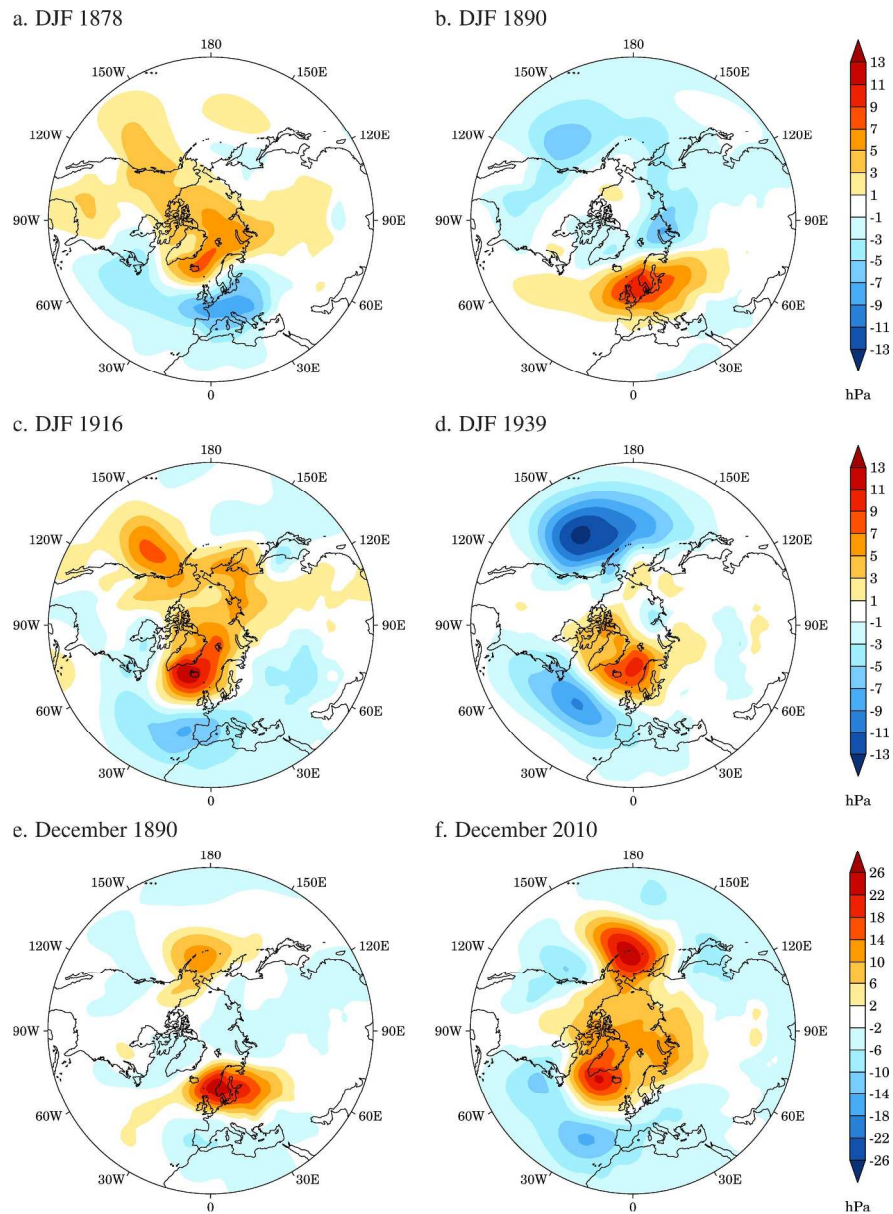 a. DJF 1878
b. DJF 1890
180
150W
150E
120W
120E
90W
90E
60W
60E
30W
30E
0
180
150W
150E
120W
120E
90W
90E
60W
60E
30W
30E
0
13
11
9
7
5
3
1
-1
-3
-5
-7
-9
-11
-13
hPa
c. DJF 1916
d. DJF 1939
180
150W
150E
120W
120E
90W
90E
60W
60E
30W
30E
0
180
150W
150E
120W
120E
90W
90E
60W
60E
30W
30E
0
13
11
9
7
5
3
1
-1
-3
-5
-7
-9
-11
-13
hPa
e. December 1890
f. December 2010
180
150W
150E
120W
120E
90W
90E
60W
60E
30W
30E
0
180
150W
150E
120W
120E
90W
90E
60W
60E
30W
30E
0
26
22
18
14
10
6
2
-2
-6
-10
-14
-18
-22
-26
hPa